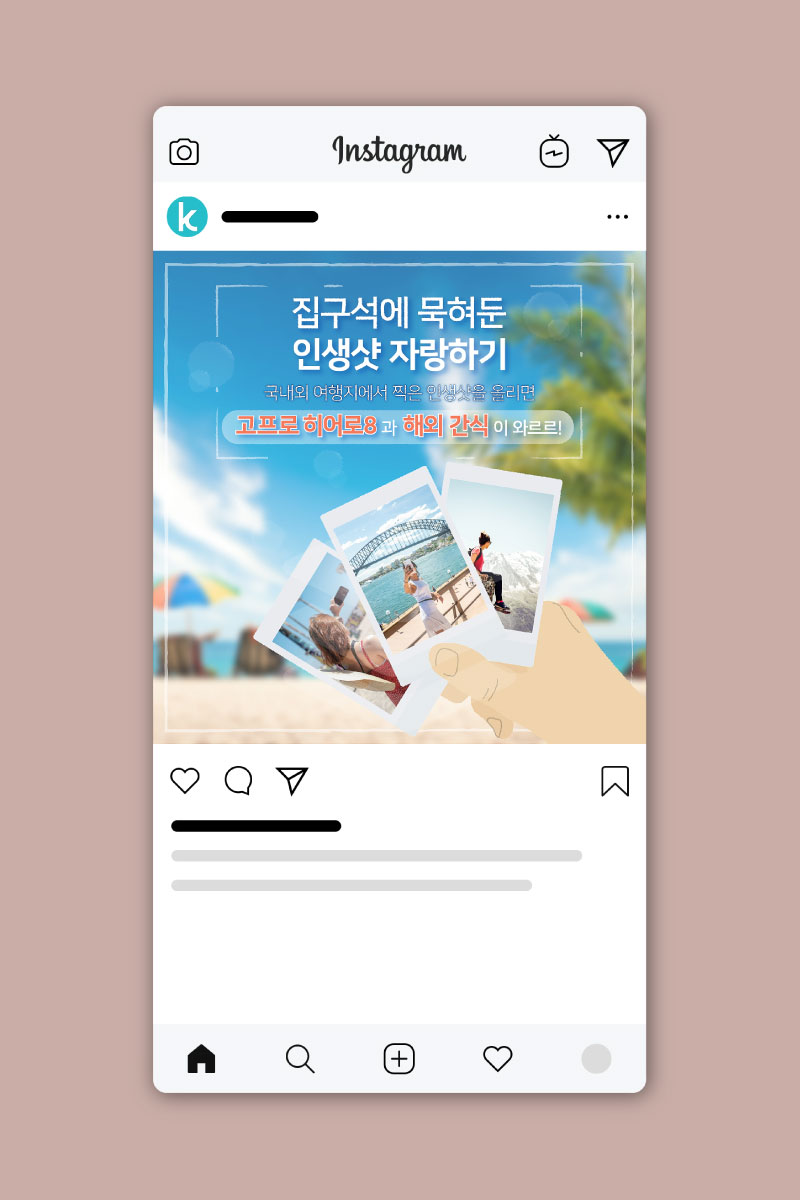 Instagram
k
집구석에 묵혀둔
인생샷 자랑하기
국내외 여행지에서 찍은 인생샷을 올리면
고프로 히어로8 과 해외 간식 이 와르르!